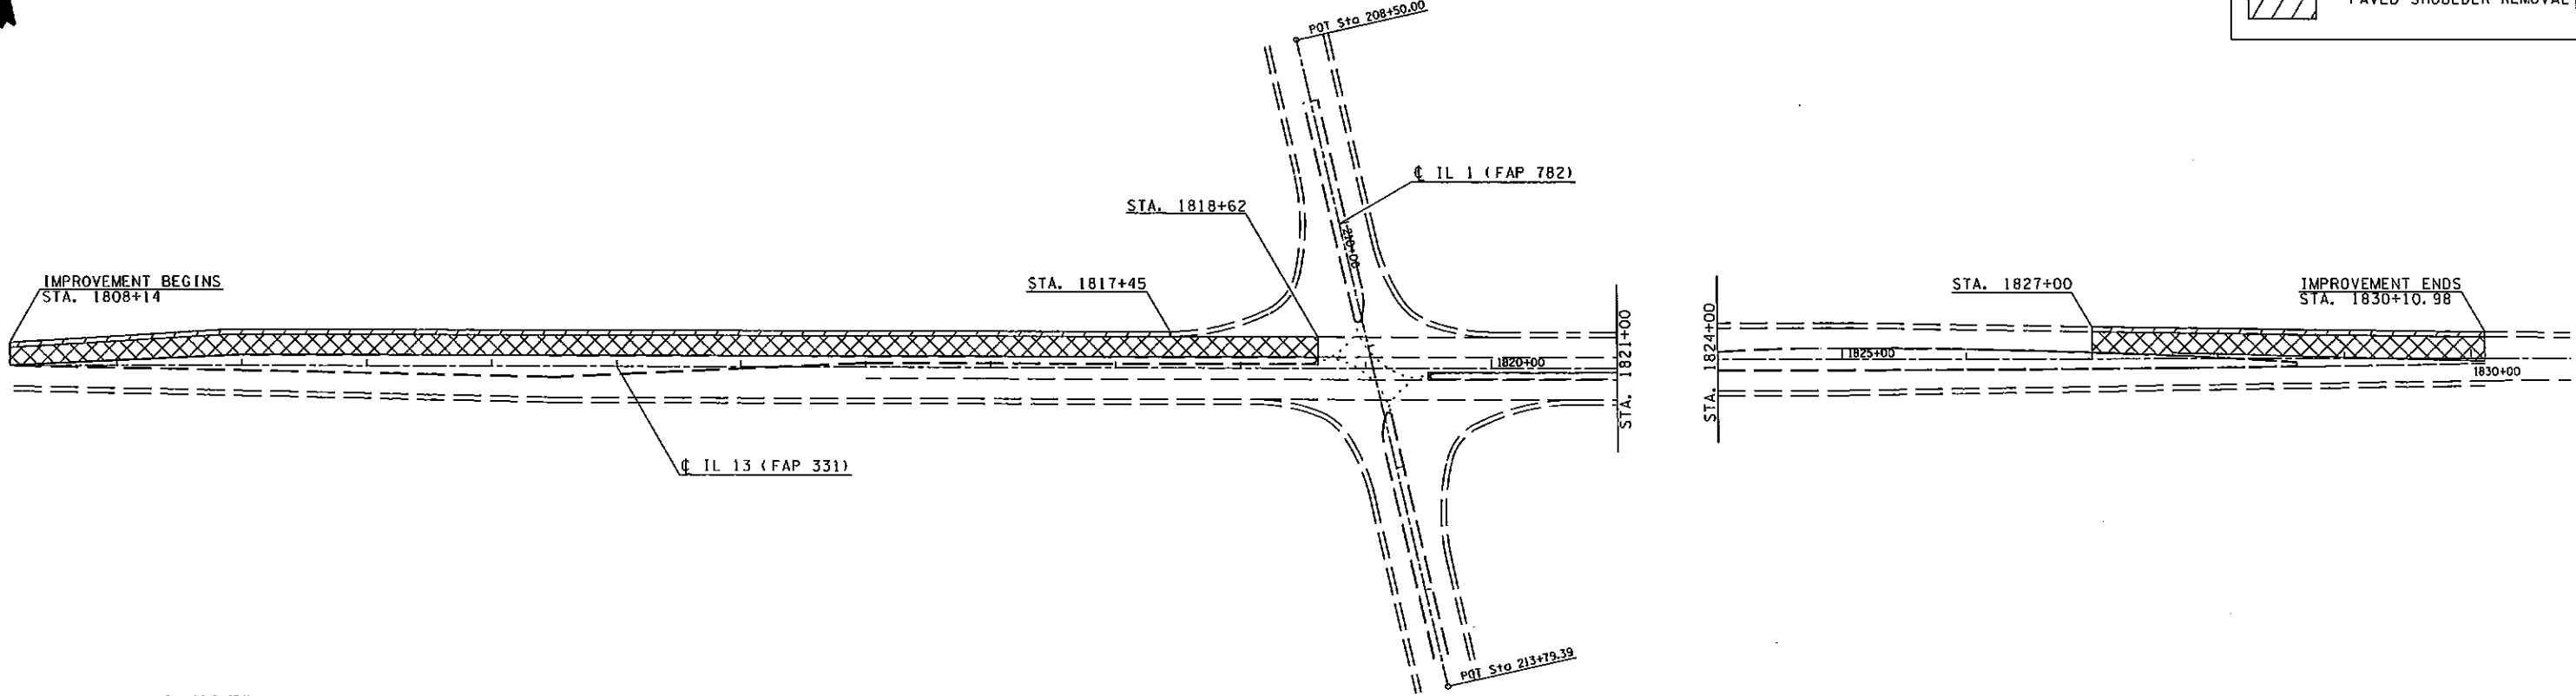 PAVED SHOULDER REMOVAL
POT Sta 208+50.00
℄ IL 1 (FAP 782)
210+00
STA. 1818+62
STA. 1817+45
IMPROVEMENT BEGINS
STA. 1808+14
STA. 1827+00
IMPROVEMENT ENDS
STA. 1830+10.98
STA. 1821+00
STA. 1824+00
1820+00
1825+00
1830+00
℄ IL 13 (FAP 331)
POT Sta 213+79.39